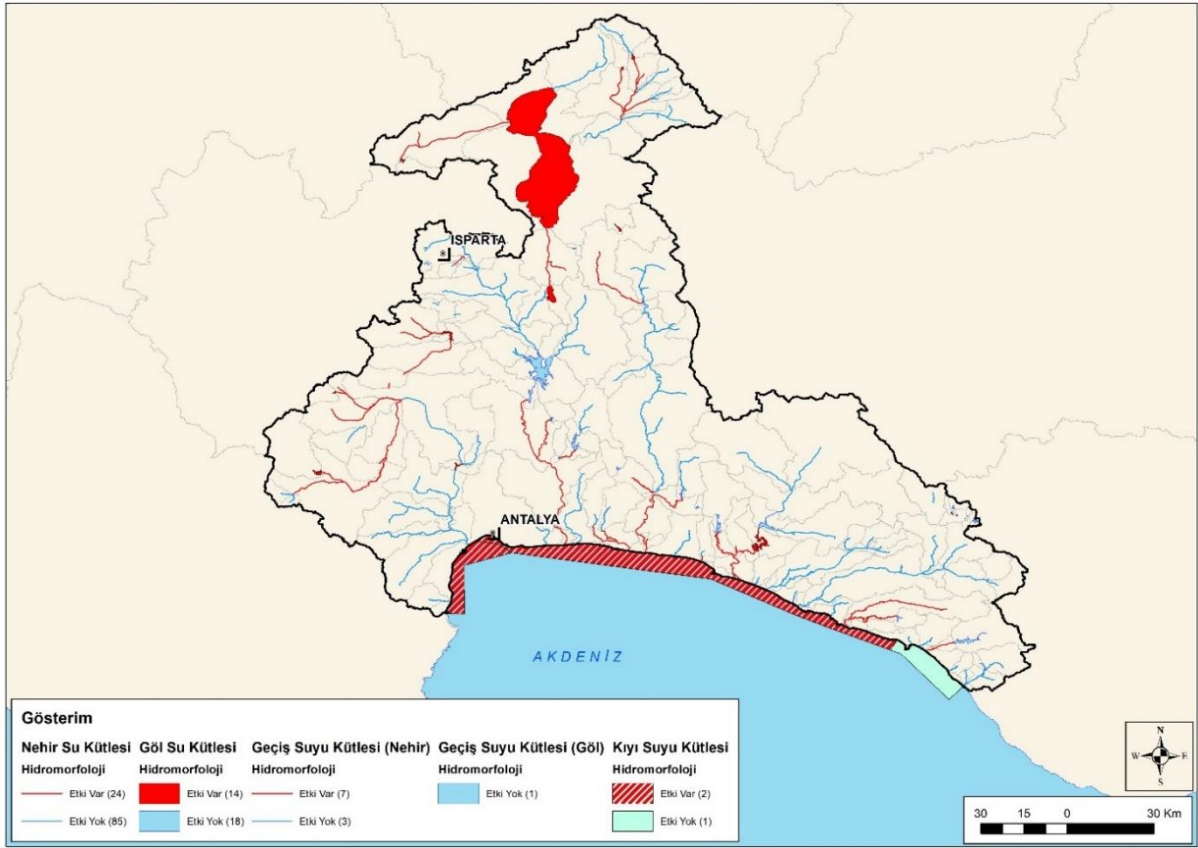 ISPARTA
ANTALYA
AKDENİZ
Gösterim
Nehir Su Kütlesi Göl Su Kütlesi Geçiş Suyu Kütlesi (Nehir) Geçiş Suyu Kütlesi (Göl) Kıyı Suyu Kütlesi
Hidromorfoloji Hidromorfoloji Hidromorfoloji Hidromorfoloji Hidromorfoloji
Etki Var (24) Etki Var (14) Etki Var (7) Etki Yok (1) Etki Var (2)
Etki Yok (85) Etki Yok (18) Etki Yok (3) Etki Yok (1)
N
W E
S
30 15 0 30 Km